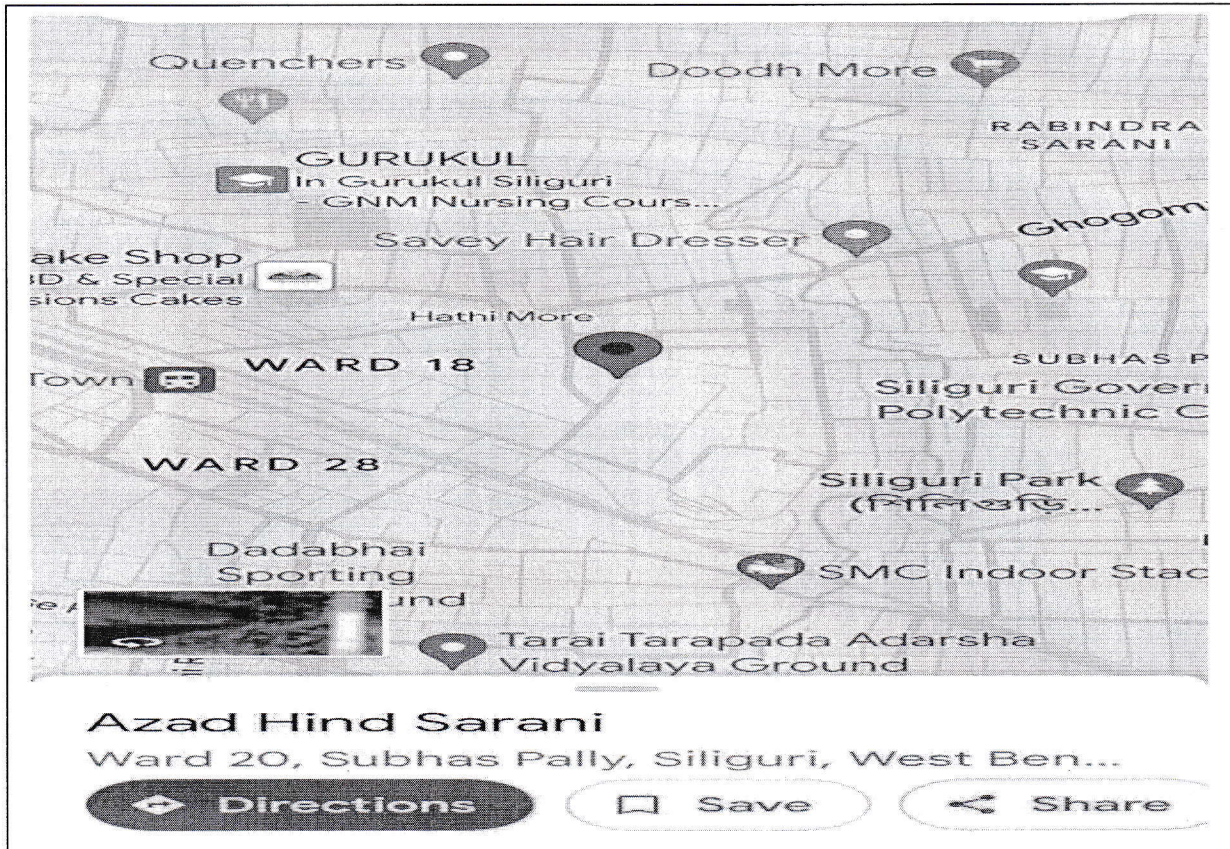 Quenchers
Doodh More
RABINDRA
SARANI
GURUKUL
In Gurukul Siliguri
- GNM Nursing Cours...
Ghogom
Savey Hair Dresser
ake Shop
3D & Special
sions Cakes
Hathi More
WARD 18
SUBHAS P
Town
Siliguri Gover
Polytechnic C
WARD 28
Siliguri Park
(শিলিগুড়ি...
Dadabhai
Sporting
und
SMC Indoor Stac
Tarai Tarapada Adarsha
Vidyalaya Ground
Azad Hind Sarani
Ward 20, Subhas Pally, Siliguri, West Ben...
Directions
Save
Share